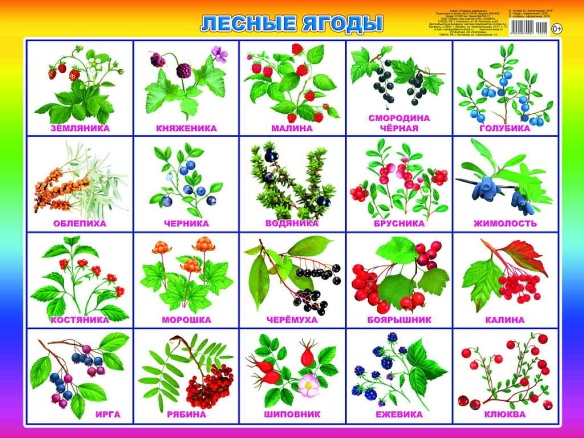 ЛЕСНЫЕ ЯГОДЫ
0+
ЗЕМЛЯНИКА
КНЯЖЕНИКА
МАЛИНА
СМОРОДИНА
ЧЁРНАЯ
ГОЛУБИКА
ОБЛЕПИХА
ЧЕРНИКА
ВОДЯНИКА
БРУСНИКА
ЖИМОЛОСТЬ
КОСТЯНИКА
МОРОШКА
ЧЕРЁМУХА
БОЯРЫШНИК
КАЛИНА
ИРГА
РЯБИНА
ШИПОВНИК
ЕЖЕВИКА
КЛЮКВА